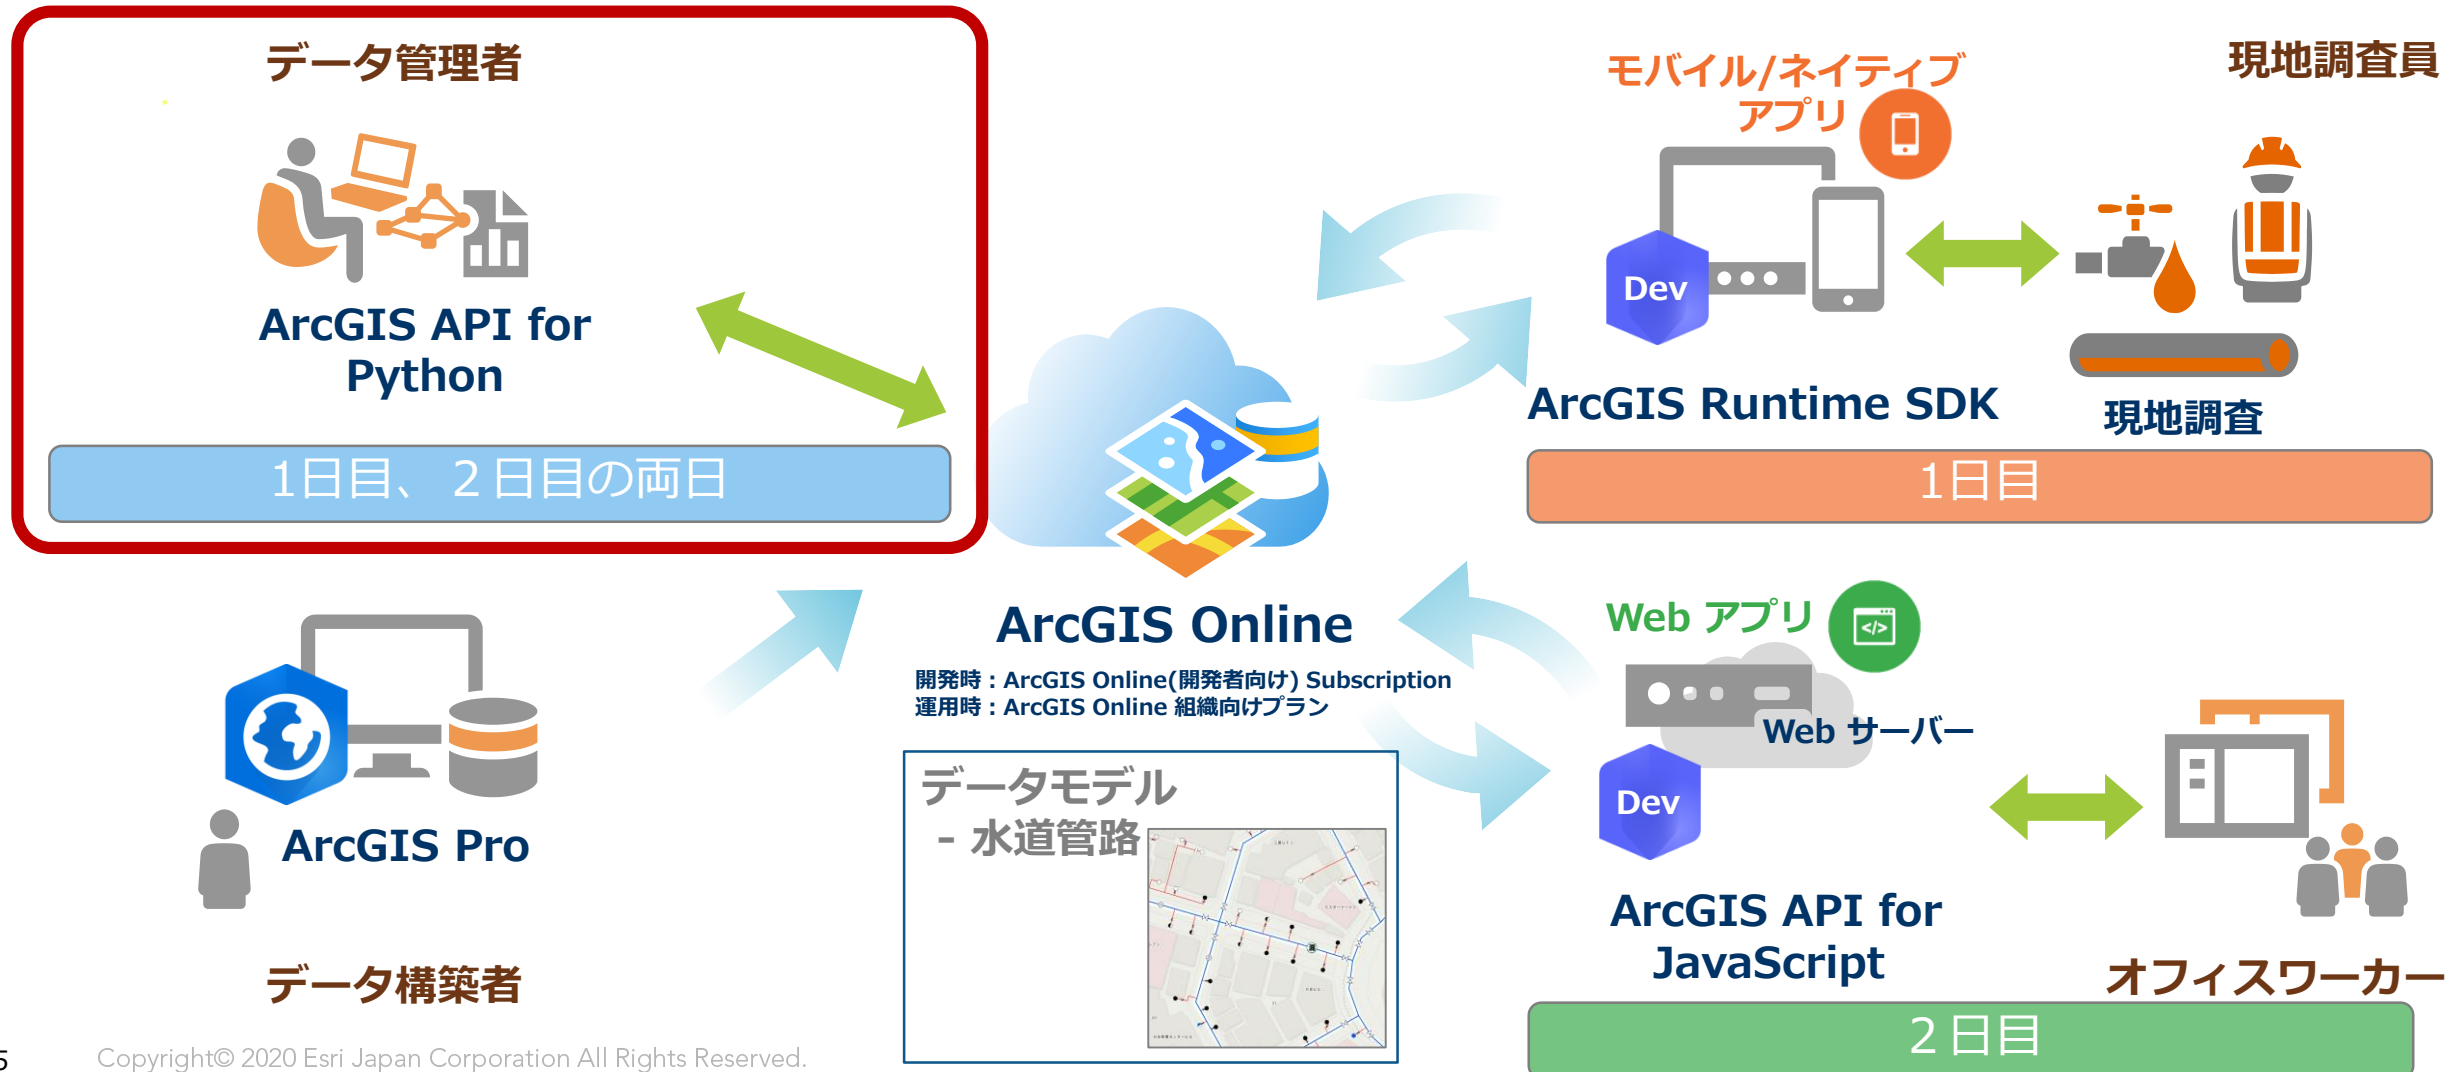 データ管理者
ArcGIS API for
Python
1日目、２日目の両日
モバイル/ネイティブ
アプリ
現地調査員
Dev
ArcGIS Runtime SDK
現地調査
1日目
ArcGIS Pro
データ構築者
ArcGIS Online
開発時：ArcGIS Online(開発者向け) Subscription
運用時：ArcGIS Online 組織向けプラン
データモデル
- 水道管路
Web アプリ
</>
Web サーバー
Dev
ArcGIS API for
JavaScript
オフィスワーカー
２日目
5
Copyright© 2020 Esri Japan Corporation All Rights Reserved.